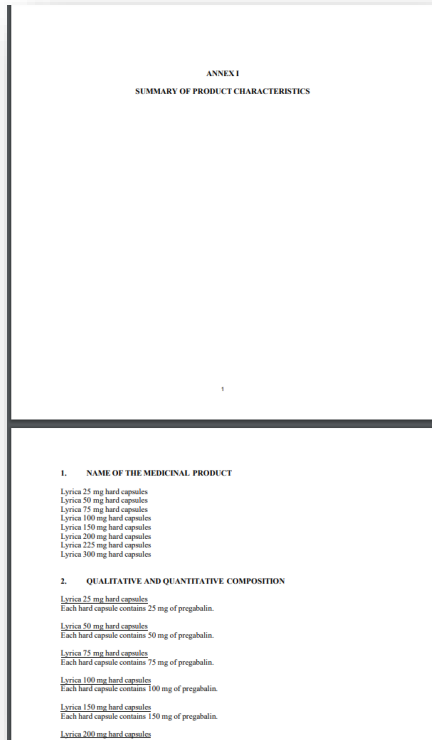 ANNEX I
SUMMARY OF PRODUCT CHARACTERISTICS
1
1. NAME OF THE MEDICINAL PRODUCT
Lyrica 25 mg hard capsules
Lyrica 50 mg hard capsules
Lyrica 75 mg hard capsules
Lyrica 100 mg hard capsules
Lyrica 150 mg hard capsules
Lyrica 200 mg hard capsules
Lyrica 225 mg hard capsules
Lyrica 300 mg hard capsules
2. QUALITATIVE AND QUANTITATIVE COMPOSITION
Lyrica 25 mg hard capsules
Each hard capsule contains 25 mg of pregabalin.
Lyrica 50 mg hard capsules
Each hard capsule contains 50 mg of pregabalin.
Lyrica 75 mg hard capsules
Each hard capsule contains 75 mg of pregabalin.
Lyrica 100 mg hard capsules
Each hard capsule contains 100 mg of pregabalin.
Lyrica 150 mg hard capsules
Each hard capsule contains 150 mg of pregabalin.
Lyrica 200 mg hard capsules